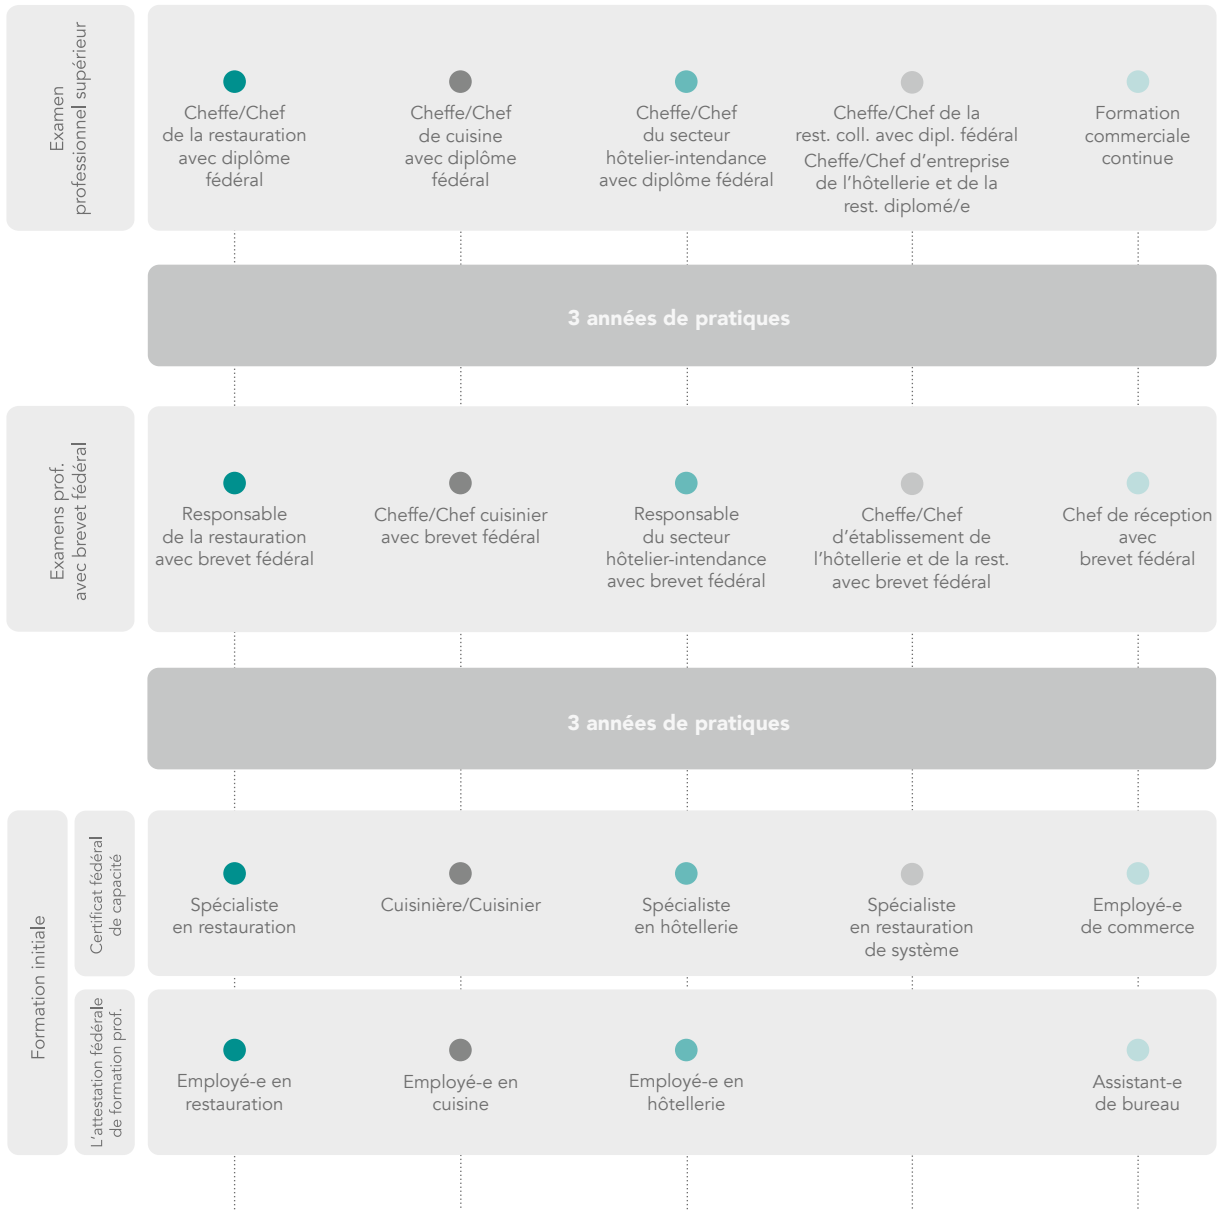 Examen
professionnel supérieur
Cheffe/Chef
de la restauration
avec diplôme
fédéral
Cheffe/Chef
de cuisine
avec diplôme
fédéral
Cheffe/Chef
du secteur
hôtelier-intendance
avec diplôme fédéral
Cheffe/Chef de la
rest. coll. avec dipl. fédéral
Cheffe/Chef d’entreprise
de l’hôtellerie et de la
rest. diplomé/e
Formation
commerciale
continue
3 années de pratiques
Examens prof.
avec brevet fédéral
Responsable
de la restauration
avec brevet fédéral
Cheffe/Chef cuisinier
avec brevet fédéral
Responsable
du secteur
hôtelier-intendance
avec brevet fédéral
Cheffe/Chef
d’établissement de
l’hôtellerie et de la rest.
avec brevet fédéral
Chef de réception
avec
brevet fédéral
3 années de pratiques
Formation initiale
Certificat fédéral
de capacité
Spécialiste
en restauration
Cuisinière/Cuisinier
Spécialiste
en hôtellerie
Spécialiste
en restauration
de système
Employé-e
de commerce
L’attestation fédérale
de formation prof.
Employé-e en
restauration
Employé-e en
cuisine
Employé-e en
hôtellerie
Assistant-e
de bureau